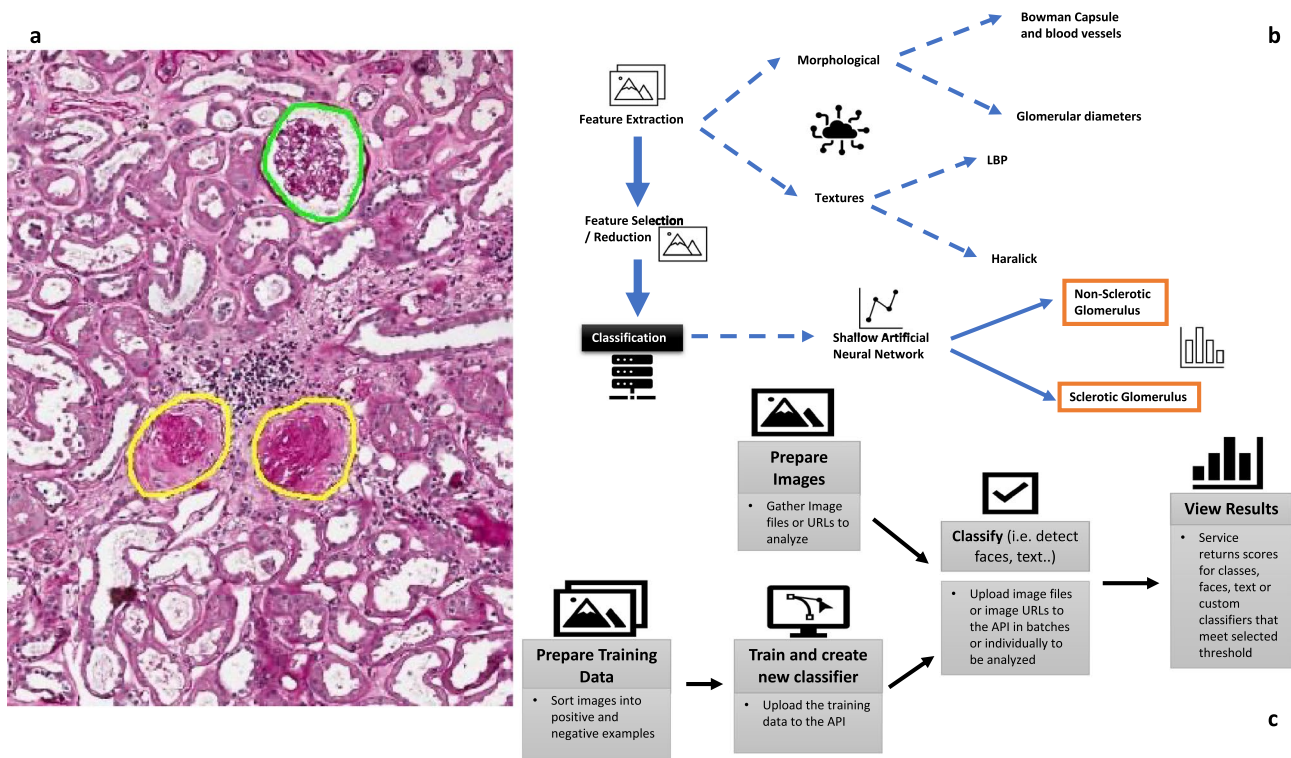 a
b
Bowman Capsule
and blood vessels
Morphological
Feature Extraction
Glomerular diameters
LBP
Textures
Feature Selection
/ Reduction
Haralick
Non-Sclerotic
Glomerulus
Classification
Shallow Artificial
Neural Network
Sclerotic Glomerulus
Prepare
Images
• Gather Image
files or URLs to
analyze
Classify (i.e. detect
faces, text..)
• Upload image files
or image URLs to
the API in batches
or individually to
be analyzed
View Results
• Service
returns scores
for classes,
faces, text or
custom
classifiers that
meet selected
threshold
Prepare Training
Data
• Sort images into
positive and
negative examples
Train and create
new classifier
• Upload the training
data to the API
c